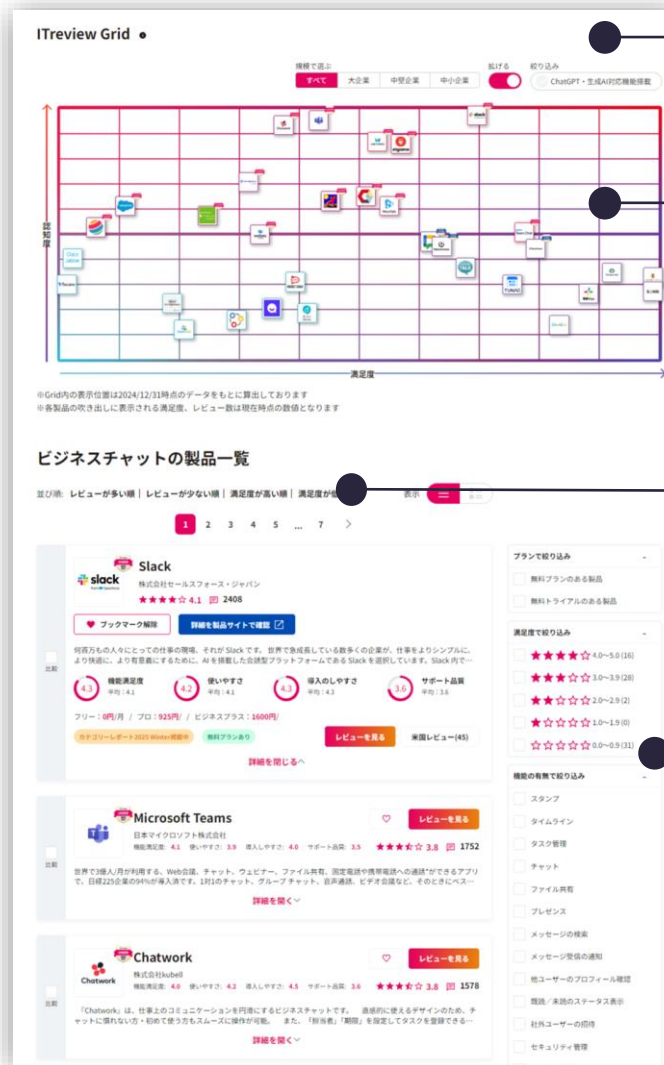 ITreview Grid
規模で選ぶ 拡げる 絞り込み
すべて 大企業 中堅企業 中小企業 ChatGPT・生成AI対応機能搭載
認知度
満足度
※Grid内の表示位置は2024/12/31時点のデータをもとに算出しております
※各製品の吹き出しに表示される満足度、レビュー数は現在時点の数値となります
ビジネスチャットの製品一覧
並び順: レビューが多い順 | レビューが少ない順 | 満足度が高い順 | 満足度が 表示
1 2 3 4 5 ... 7 >
Slack
slack
株式会社セールスフォース・ジャパン
4.1 2408
ブックマーク解除 詳細を製品サイトで確認
何百万もの人々にとっての仕事の現場、それが Slack です。 世界で急成長している数多くの企業が、仕事をよりシンプルに、
より快適に、より有意義にするために、AI を搭載した会話型プラットフォームである Slack を選択しています。Slack 内で…
比較
4.3 機能満足度 平均：4.1
4.2 使いやすさ 平均：4.1
4.3 導入のしやすさ 平均：4.3
3.6 サポート品質 平均：3.6
フリー：0円/月 / プロ：925円/ / ビジネスプラス：1600円/
カテゴリーレポート2025 Winter掲載中 無料プランあり レビューを見る 米国レビュー(45)
詳細を閉じる
Microsoft Teams レビューを見る
日本マイクロソフト株式会社
機能満足度: 4.1 使いやすさ: 3.9 導入しやすさ: 4.0 サポート品質: 3.5 3.8 1752
比較
世界で3億人/月が利用する、Web会議、チャット、ウェビナー、ファイル共有、固定電話や携帯電話への通話*ができるアプリ
で、日経225企業の94%が導入済です。1対1のチャット、グループ チャット、音声通話、ビデオ会議など、そのときにベス…
詳細を開く
Chatwork レビューを見る
Chatwork
株式会社kubell
機能満足度: 4.0 使いやすさ: 4.2 導入しやすさ: 4.5 サポート品質: 3.6 3.8 1578
比較
「Chatwork」は、仕事上のコミュニケーションを円滑にするビジネスチャットです。 直感的に使えるデザインのため、チ
ャットに慣れない方・初めて使う方もスムーズに操作が可能。 また、「担当者」「期限」を設定してタスクを登録できる…
詳細を開く
プランで絞り込み
無料プランのある製品
無料トライアルのある製品
満足度で絞り込み
★★★★☆ 4.0〜5.0 (16)
★★★☆☆ 3.0〜3.9 (28)
★★☆☆☆ 2.0〜2.9 (2)
★☆☆☆☆ 1.0〜1.9 (0)
☆☆☆☆☆ 0.0〜0.9 (31)
機能の有無で絞り込み
スタンプ
タイムライン
タスク管理
チャット
ファイル共有
プレゼンス
メッセージの検索
メッセージ受信の通知
他ユーザーのプロフィール確認
既読／未読のステータス表示
社外ユーザーの招待
セキュリティ管理